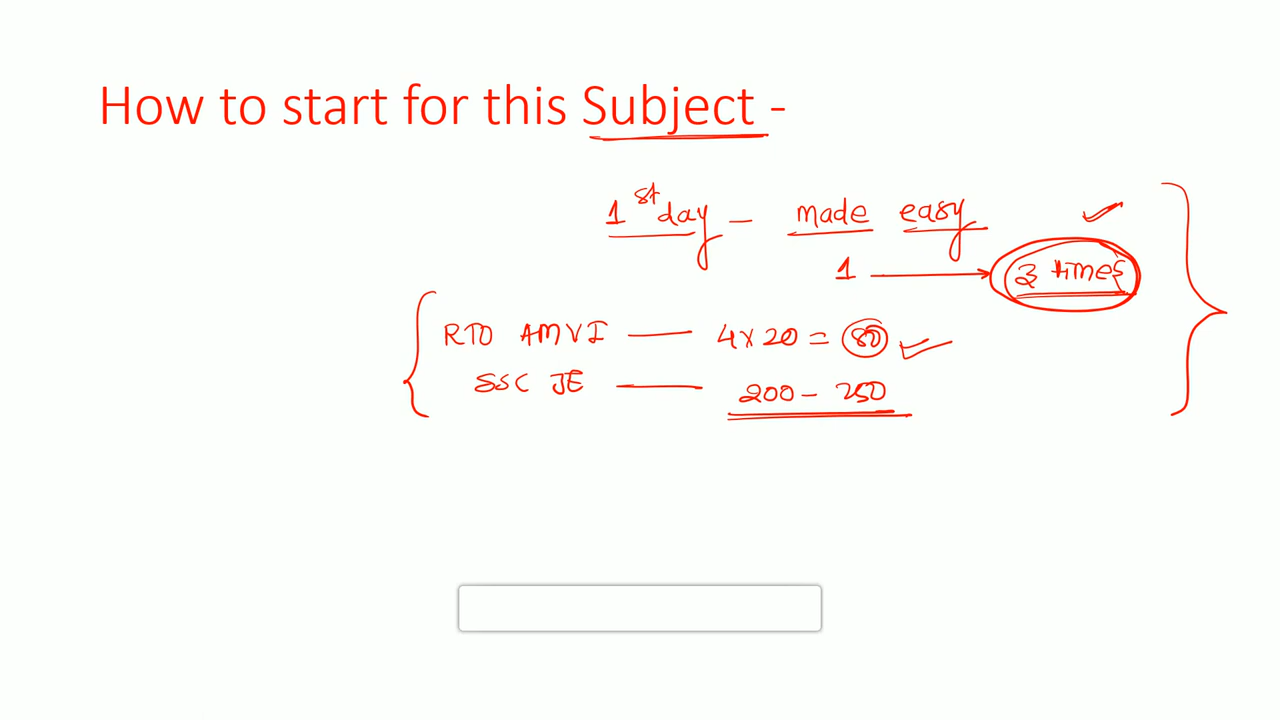 How to start for this Subject -
1st day - made easy
1 → 3 times
RTO AMVI — 4x20 = 80
SSC JE — 200 - 250